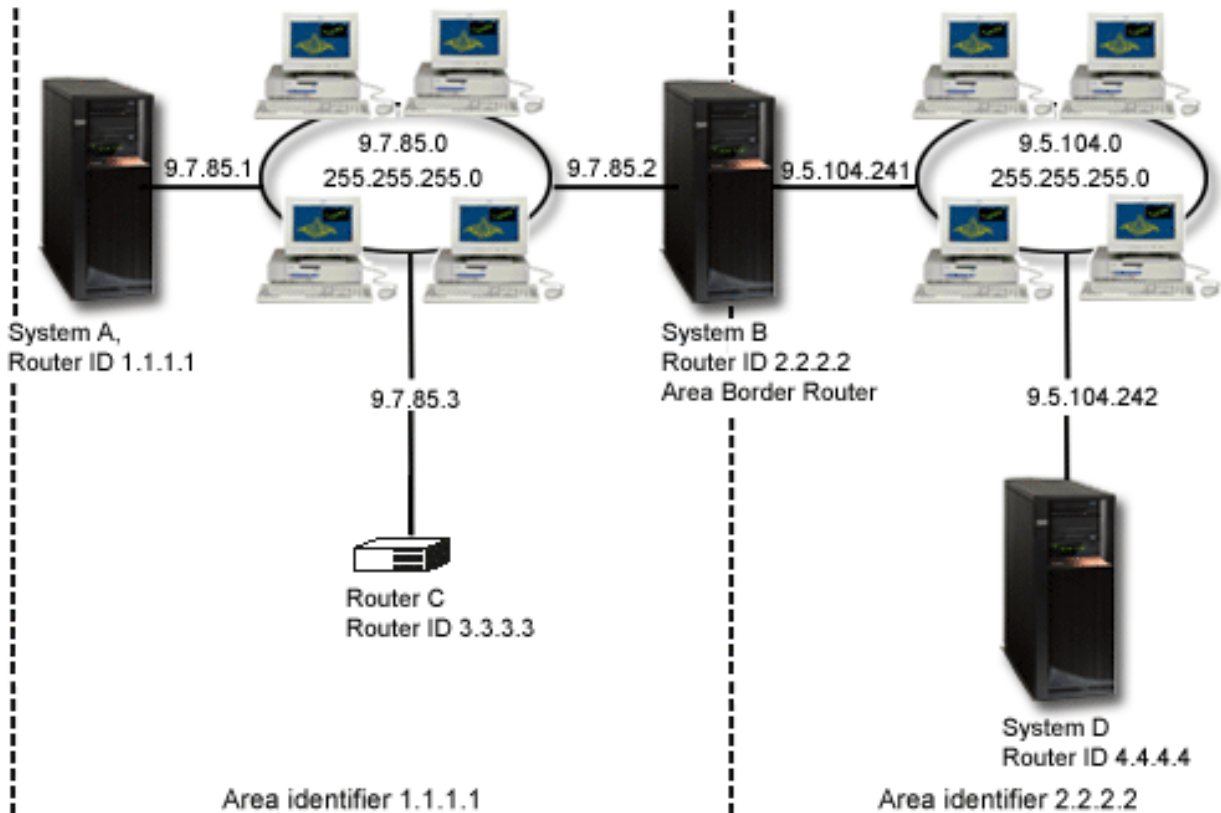 9.7.85.0
9.5.104.0
9.7.85.1
255.255.255.0
9.7.85.2
9.5.104.241
255.255.255.0
System A,
Router ID 1.1.1.1
System B
Router ID 2.2.2.2
Area Border Router
9.7.85.3
9.5.104.242
Router C
Router ID 3.3.3.3
System D
Router ID 4.4.4.4
Area identifier 1.1.1.1
Area identifier 2.2.2.2